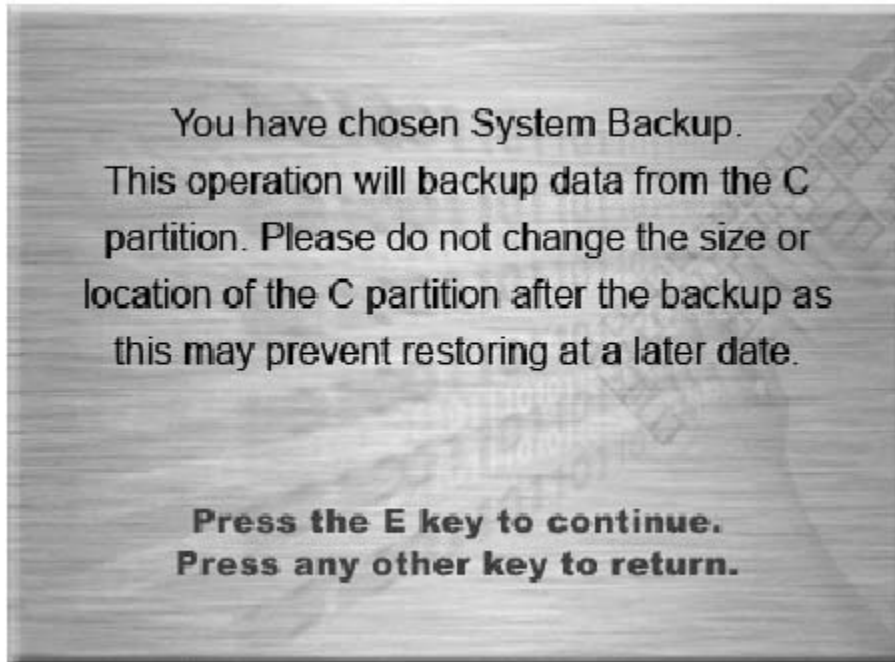 You have chosen System Backup.
This operation will backup data from the C
partition. Please do not change the size or
location of the C partition after the backup as
this may prevent restoring at a later date.
Press the E key to continue.
Press any other key to return.